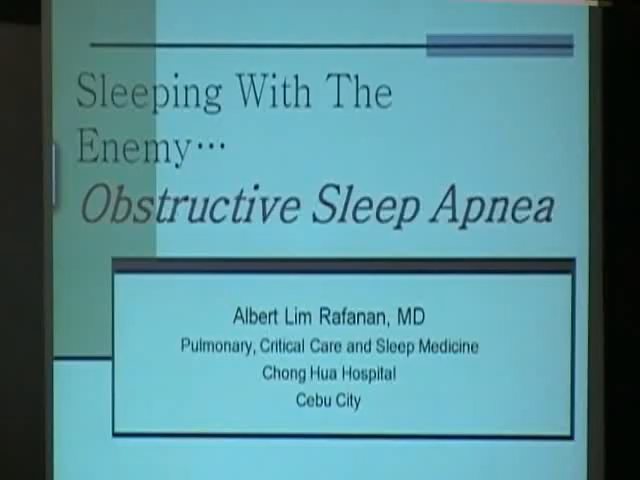 Sleeping With The
Enemy…
Obstructive Sleep Apnea
Albert Lim Rafanan, MD
Pulmonary, Critical Care and Sleep Medicine
Chong Hua Hospital
Cebu City